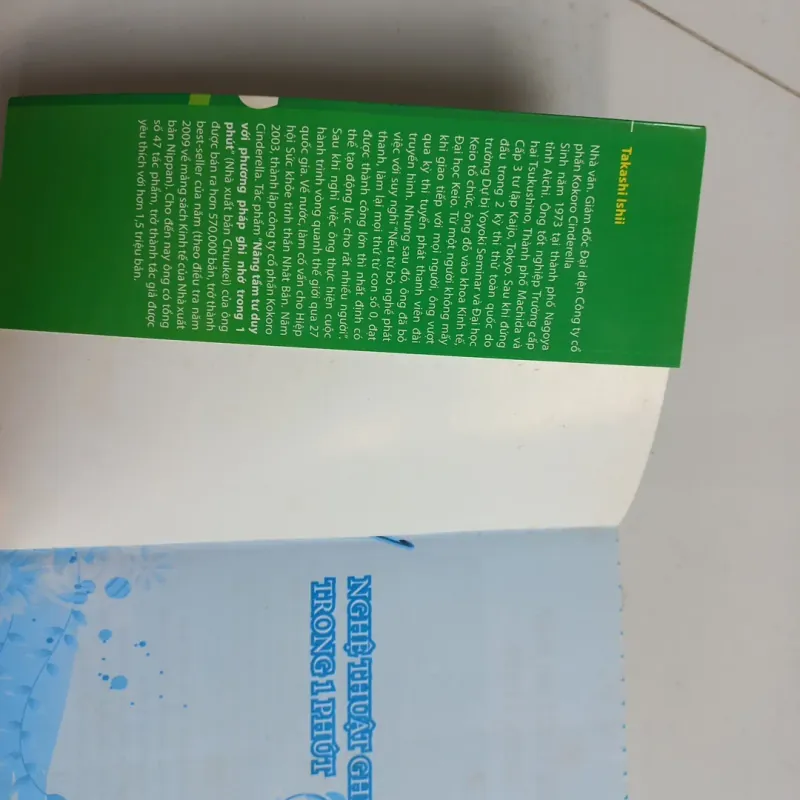 Takashi Ishii
Nhà văn, Giám đốc Đại diện Công ty cổ
phần Kokoro Cinderella
Sinh năm 1973 tại thành phố Nagoya
tỉnh Aichi. Ông tốt nghiệp Trường cấp
hai Tsukushino, Thành phố Machida và
Cấp 3 tư lập Kaijo, Tokyo. Sau khi đứng
đầu trong 2 kỳ thi thử toàn quốc do
trường Dự bị Yoyoki Seminar và Đại học
Keio tổ chức, ông đỗ vào khoa Kinh tế,
Đại học Keio. Từ một người không mấy
khi giao tiếp với mọi người, ông vượt
qua kỳ thi tuyển phát thanh viên đài
truyền hình. Nhưng sau đó, ông đã bỏ
việc với suy nghĩ "Nếu từ bỏ nghề phát
thanh, làm lại mọi thứ từ con số 0, đạt
được thành công lớn thì nhất định có
thể tạo động lực cho rất nhiều người".
Sau khi nghỉ việc ông thực hiện cuộc
hành trình vòng quanh thế giới qua 27
quốc gia. Về nước, làm cố vấn cho Hiệp
hội Sức khỏe tinh thần Nhật Bản. Năm
2003, thành lập công ty cổ phần Kokoro
Cinderella. Tác phẩm "Nâng tầm tư duy
với phương pháp ghi nhớ trong 1
phút" (Nhà xuất bản Chuukei) của ông
được bán ra hơn 570,000 bản, trở thành
best-seller của năm (theo điều tra năm
2009 về mảng sách Kinh tế của Nhà xuất
bản Nippan). Cho đến nay ông có tổng
số 47 tác phẩm, trở thành tác giả được
yêu thích với hơn 1,5 triệu bản.
NGHỆ THUẬT GH
TRONG 1 PHÚT